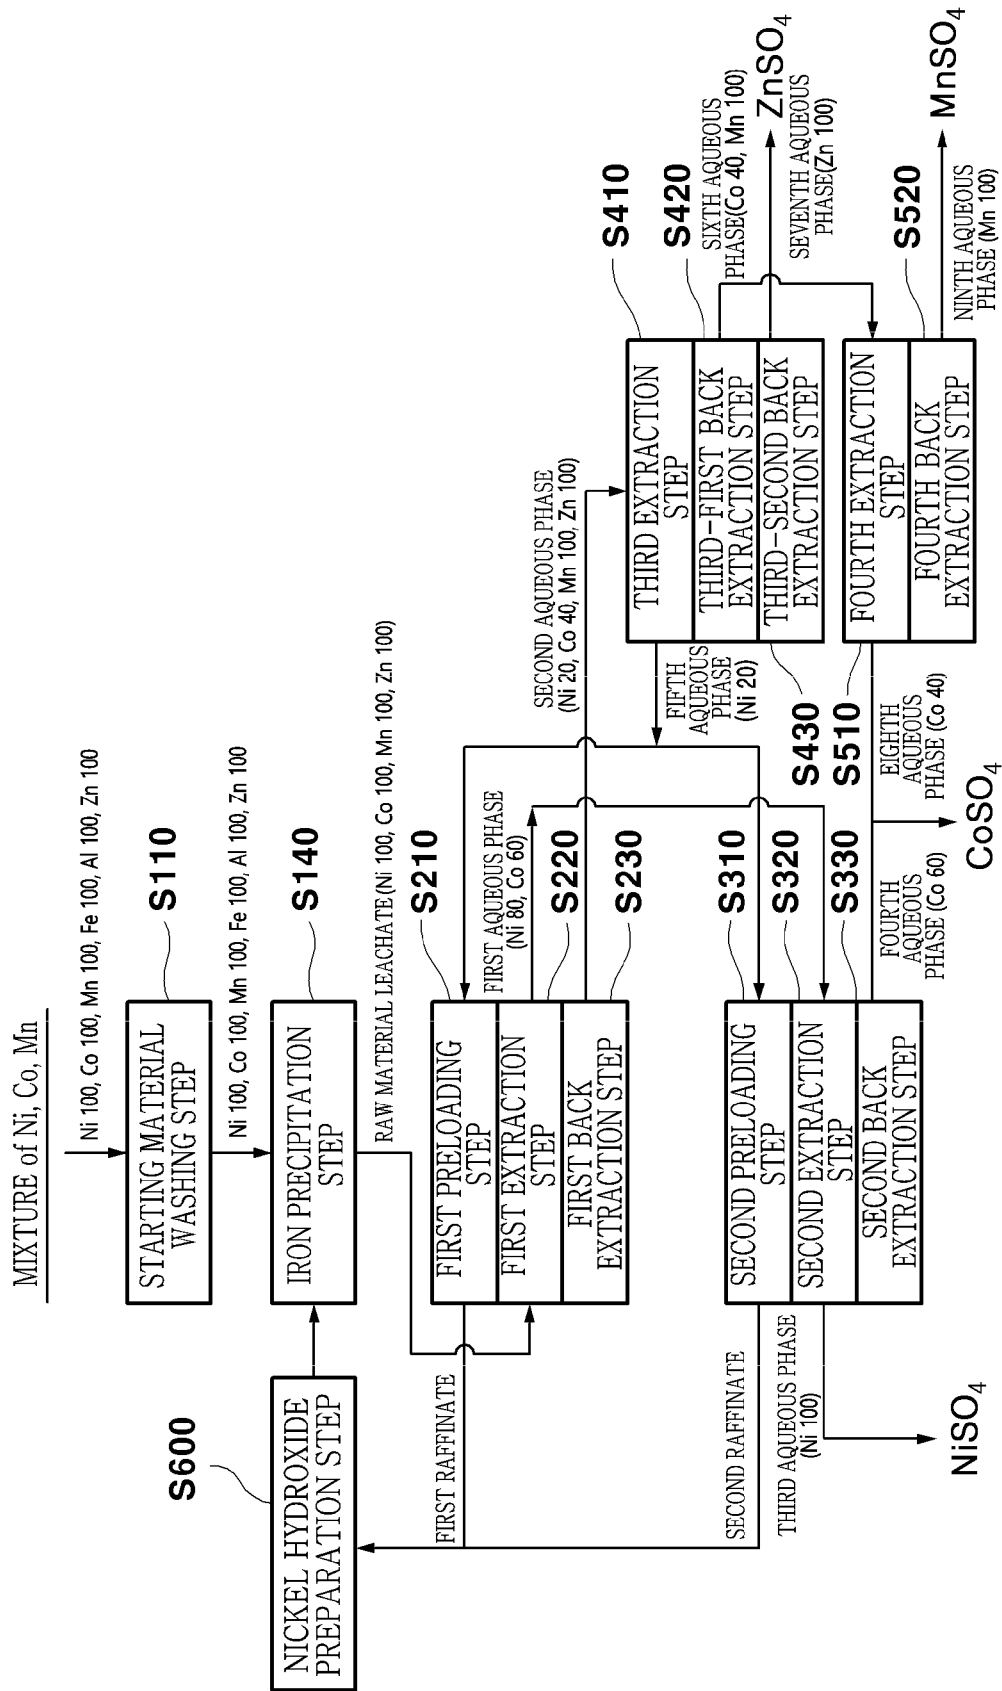 MIXTURE of Ni, Co, Mn
Ni 100, Co 100, Mn 100, Fe 100, Al 100, Zn 100
S110
STARTING MATERIAL
WASHING STEP
Ni 100, Co 100, Mn 100, Fe 100, Al 100, Zn 100
S600
NICKEL HYDROXIDE
PREPARATION STEP
S140
IRON PRECIPITATION
STEP
RAW MATERIAL LEACHATE(Ni 100, Co 100, Mn 100, Zn 100)
FIRST RAFFINATE
S210
FIRST PRELOADING
STEP
FIRST EXTRACTION
STEP
FIRST BACK
EXTRACTION STEP
FIRST AQUEOUS PHASE
(Ni 80, Co 60)
S220
S230
SECOND AQUEOUS PHASE
(Ni 20, Co 40, Mn 100, Zn 100)
S410
THIRD EXTRACTION
STEP
S420
THIRD-FIRST BACK
EXTRACTION STEP
THIRD-SECOND BACK
EXTRACTION STEP
SIXTH AQUEOUS
PHASE(Co 40, Mn 100)
ZnSO4
SEVENTH AQUEOUS
PHASE(Zn 100)
FIFTH
AQUEOUS
PHASE
(Ni 20)
S430
SECOND RAFFINATE
S310
SECOND PRELOADING
STEP
S320
SECOND EXTRACTION
STEP
S330
SECOND BACK
EXTRACTION STEP
THIRD AQUEOUS PHASE
(Ni 100)
NiSO4
S510
FOURTH EXTRACTION
STEP
S520
FOURTH BACK
EXTRACTION STEP
FOURTH
AQUEOUS
PHASE (Co 60)
EIGHTH
AQUEOUS
PHASE (Co 40)
CoSO4
NINTH AQUEOUS
PHASE (Mn 100)
MnSO4